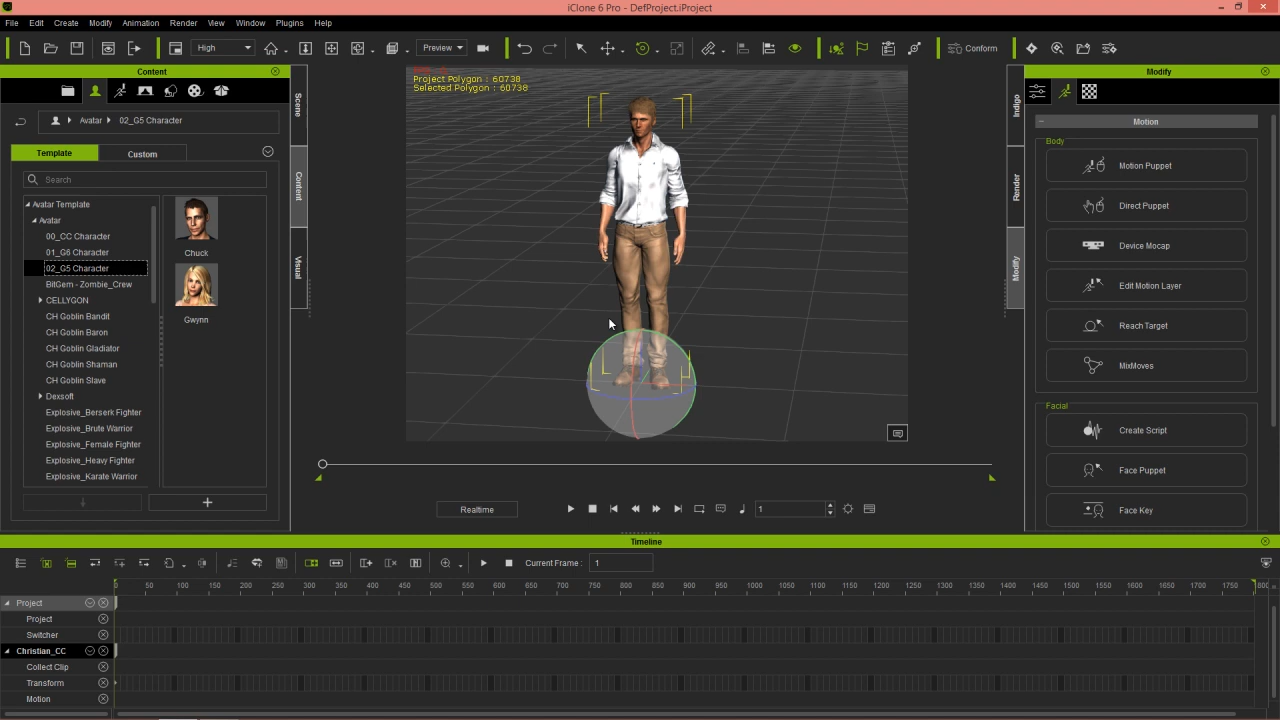 iClone 6 Pro - DefProject.iProject
File Edit Create Modify Animation Render View Window Plugins Help
High Preview Conform
Content
Avatar 02_G5 Character
Template Custom
Search
Avatar Template
Avatar
00_CC Character
01_G6 Character
02_G5 Character
BitGem - Zombie_Crew
CELLYGON
CH Goblin Bandit
CH Goblin Baron
CH Goblin Gladiator
CH Goblin Shaman
CH Goblin Slave
Dexsoft
Explosive_Berserk Fighter
Explosive_Brute Warrior
Explosive_Female Fighter
Explosive_Heavy Fighter
Explosive_Karate Warrior
Chuck
Gwynn
Scene
Content
Visual
Project Polygon : 60738
Selected Polygon : 60738
Indigo
Render
Modify
Modify
Motion
Body
Motion Puppet
Direct Puppet
Device Mocap
Edit Motion Layer
Reach Target
MixMoves
Facial
Create Script
Face Puppet
Face Key
Realtime 1
Timeline
Current Frame : 1
0 50 100 150 200 250 300 350 400 450 500 550 600 650 700 750 800 850 900 950 1000 1050 1100 1150 1200 1250 1300 1350 1400 1450 1500 1550 1600 1650 1700 1750
Project
Project
Switcher
Christian_CC
Collect Clip
Transform
Motion